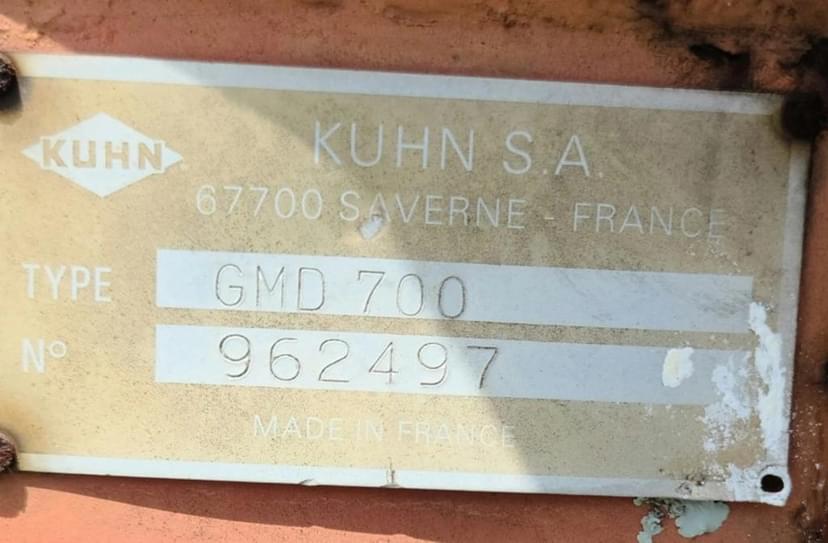 KUHN
KUHN S.A.
67700 SAVERNE - FRANCE
TYPE GMD 700
N° 962497
MADE IN FRANCE